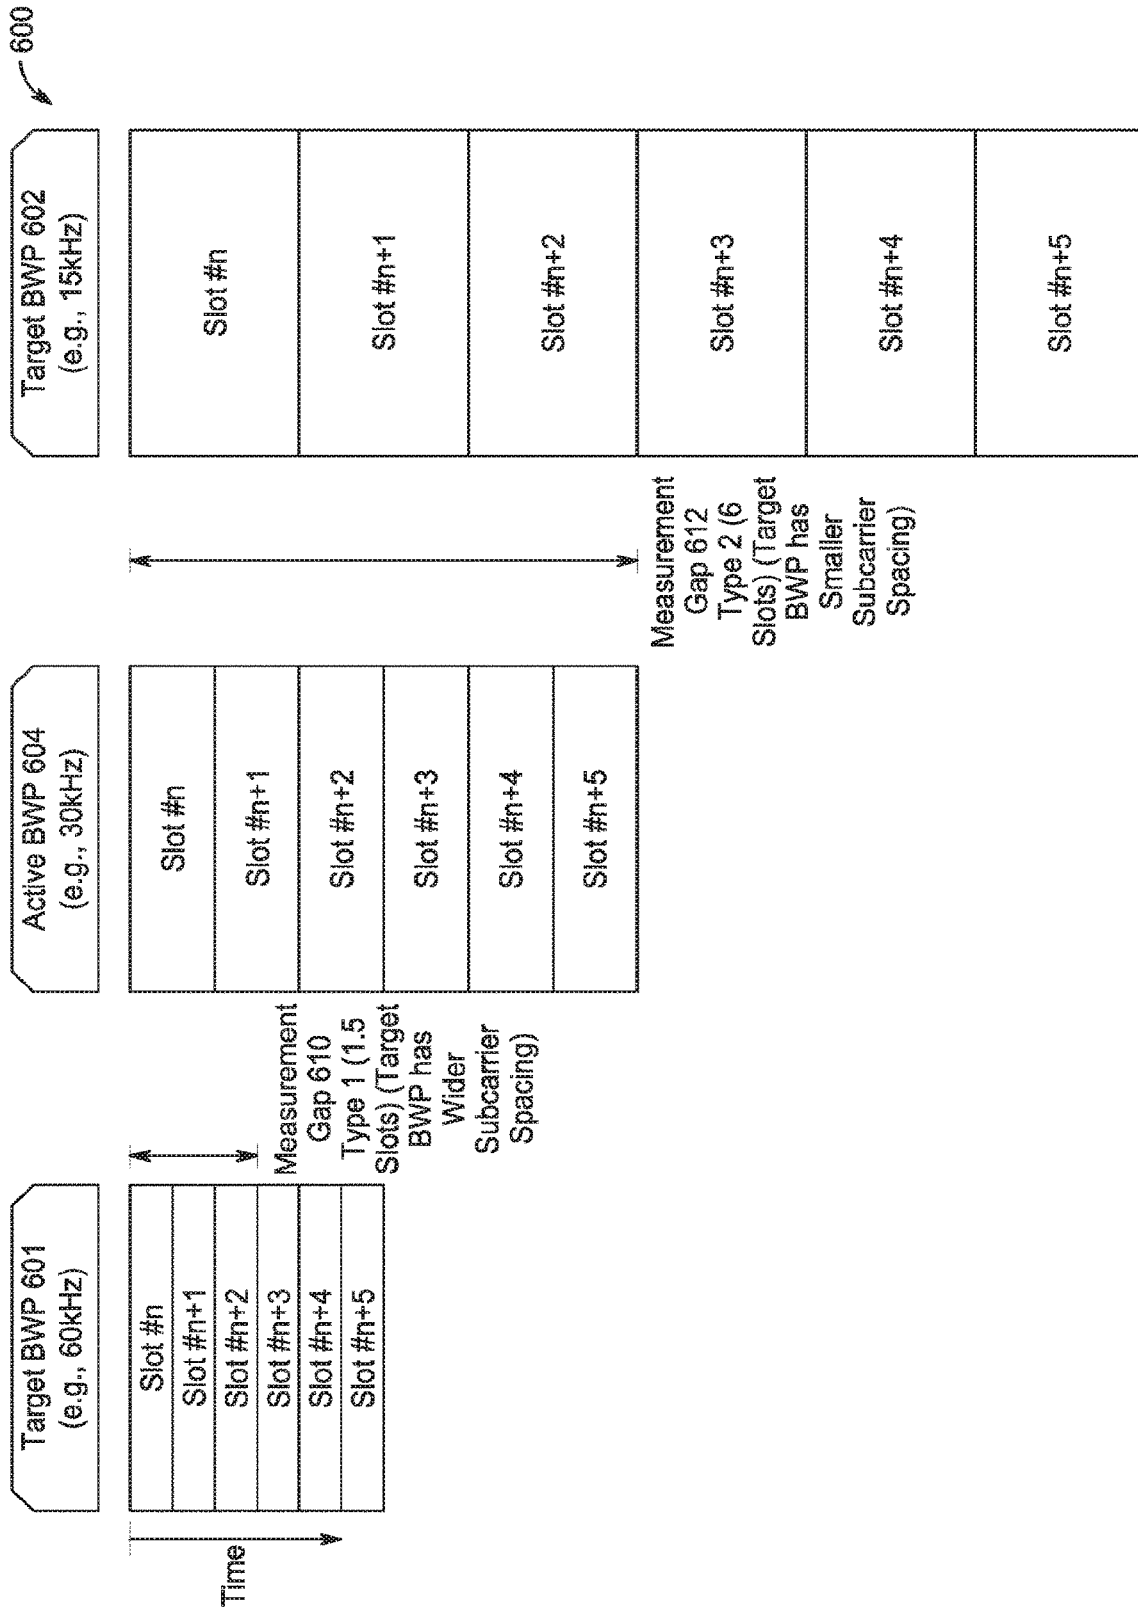 600
Target BWP 601
(e.g., 60kHz)
Active BWP 604
(e.g., 30kHz)
Target BWP 602
(e.g., 15kHz)
Time
Slot #n
Slot #n+1
Slot #n+2
Slot #n+3
Slot #n+4
Slot #n+5
Measurement
Gap 610
Type 1 (1.5
Slots) (Target
BWP has
Wider
Subcarrier
Spacing)
Slot #n
Slot #n+1
Slot #n+2
Slot #n+3
Slot #n+4
Slot #n+5
Measurement
Gap 612
Type 2 (6
Slots) (Target
BWP has
Smaller
Subcarrier
Spacing)
Slot #n
Slot #n+1
Slot #n+2
Slot #n+3
Slot #n+4
Slot #n+5